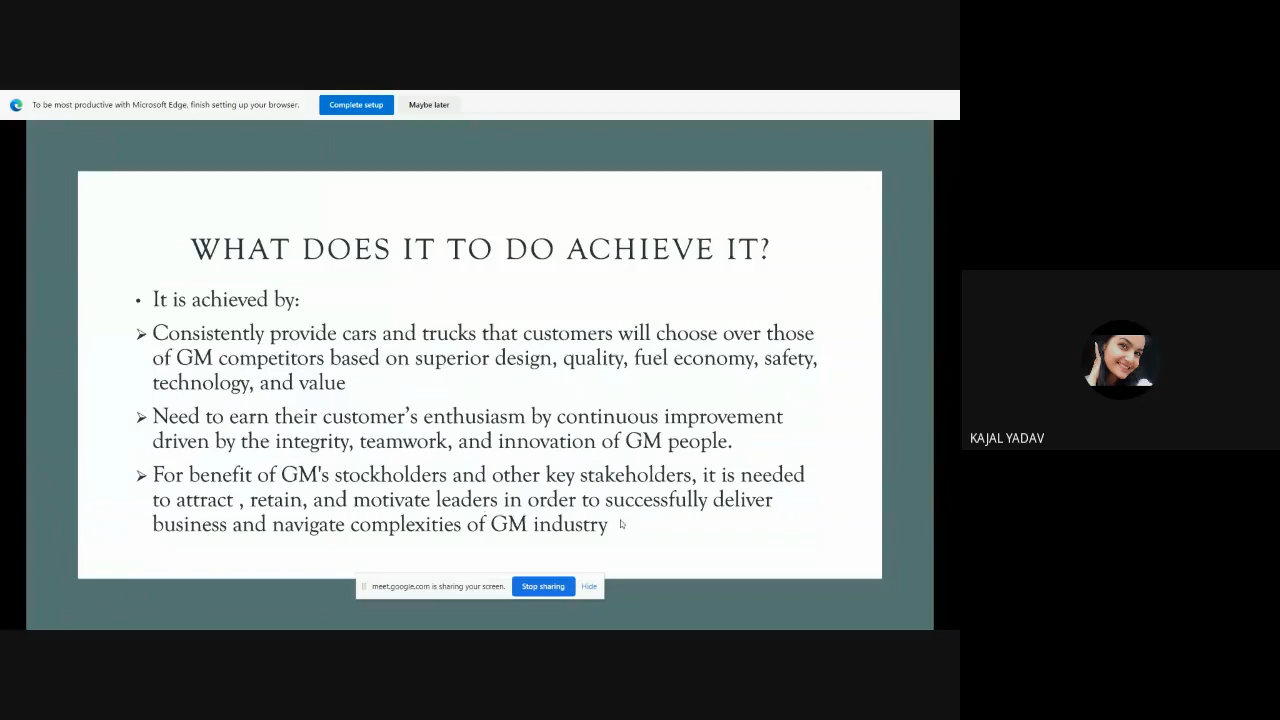 To be most productive with Microsoft Edge, finish setting up your browser. Complete setup Maybe later
WHAT DOES IT TO DO ACHIEVE IT?
• It is achieved by:
➢ Consistently provide cars and trucks that customers will choose over those
of GM competitors based on superior design, quality, fuel economy, safety,
technology, and value
➢ Need to earn their customer’s enthusiasm by continuous improvement
driven by the integrity, teamwork, and innovation of GM people.
➢ For benefit of GM's stockholders and other key stakeholders, it is needed
to attract , retain, and motivate leaders in order to successfully deliver
business and navigate complexities of GM industry
meet.google.com is sharing your screen. Stop sharing Hide
KAJAL YADAV